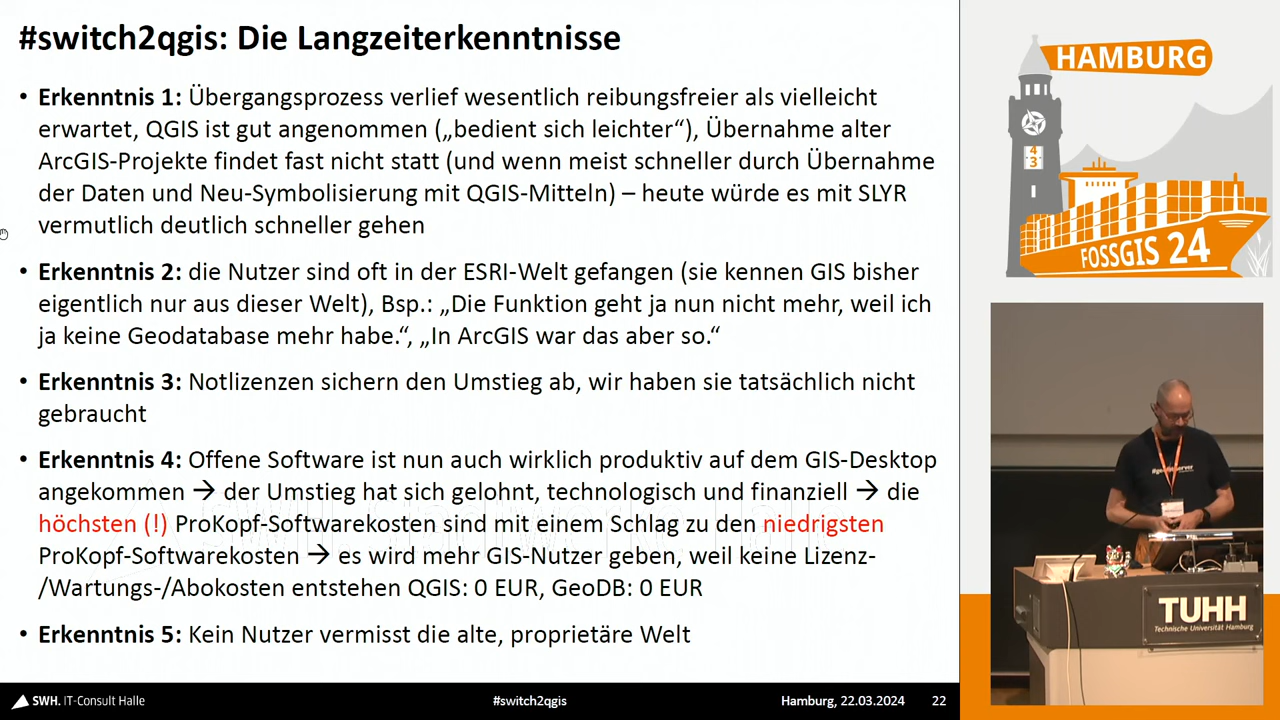 #switch2qgis: Die Langzeiterkenntnisse
• Erkenntnis 1: Übergangsprozess verlief wesentlich reibungsfreier als vielleicht
erwartet, QGIS ist gut angenommen („bedient sich leichter“), Übernahme alter
ArcGIS-Projekte findet fast nicht statt (und wenn meist schneller durch Übernahme
der Daten und Neu-Symbolisierung mit QGIS-Mitteln) – heute würde es mit SLYR
vermutlich deutlich schneller gehen
• Erkenntnis 2: die Nutzer sind oft in der ESRI-Welt gefangen (sie kennen GIS bisher
eigentlich nur aus dieser Welt), Bsp.: „Die Funktion geht ja nun nicht mehr, weil ich
ja keine Geodatabase mehr habe.“, „In ArcGIS war das aber so.“
• Erkenntnis 3: Notlizenzen sichern den Umstieg ab, wir haben sie tatsächlich nicht
gebraucht
• Erkenntnis 4: Offene Software ist nun auch wirklich produktiv auf dem GIS-Desktop
angekommen → der Umstieg hat sich gelohnt, technologisch und finanziell → die
höchsten (!) ProKopf-Softwarekosten sind mit einem Schlag zu den niedrigsten
ProKopf-Softwarekosten → es wird mehr GIS-Nutzer geben, weil keine Lizenz-
/Wartungs-/Abokosten entstehen QGIS: 0 EUR, GeoDB: 0 EUR
• Erkenntnis 5: Kein Nutzer vermisst die alte, proprietäre Welt
SWH. IT-Consult Halle
#switch2qgis
Hamburg, 22.03.2024
22
HAMBURG
4
3
FOSSGIS 24
TUHH
Technische Universität Hamburg